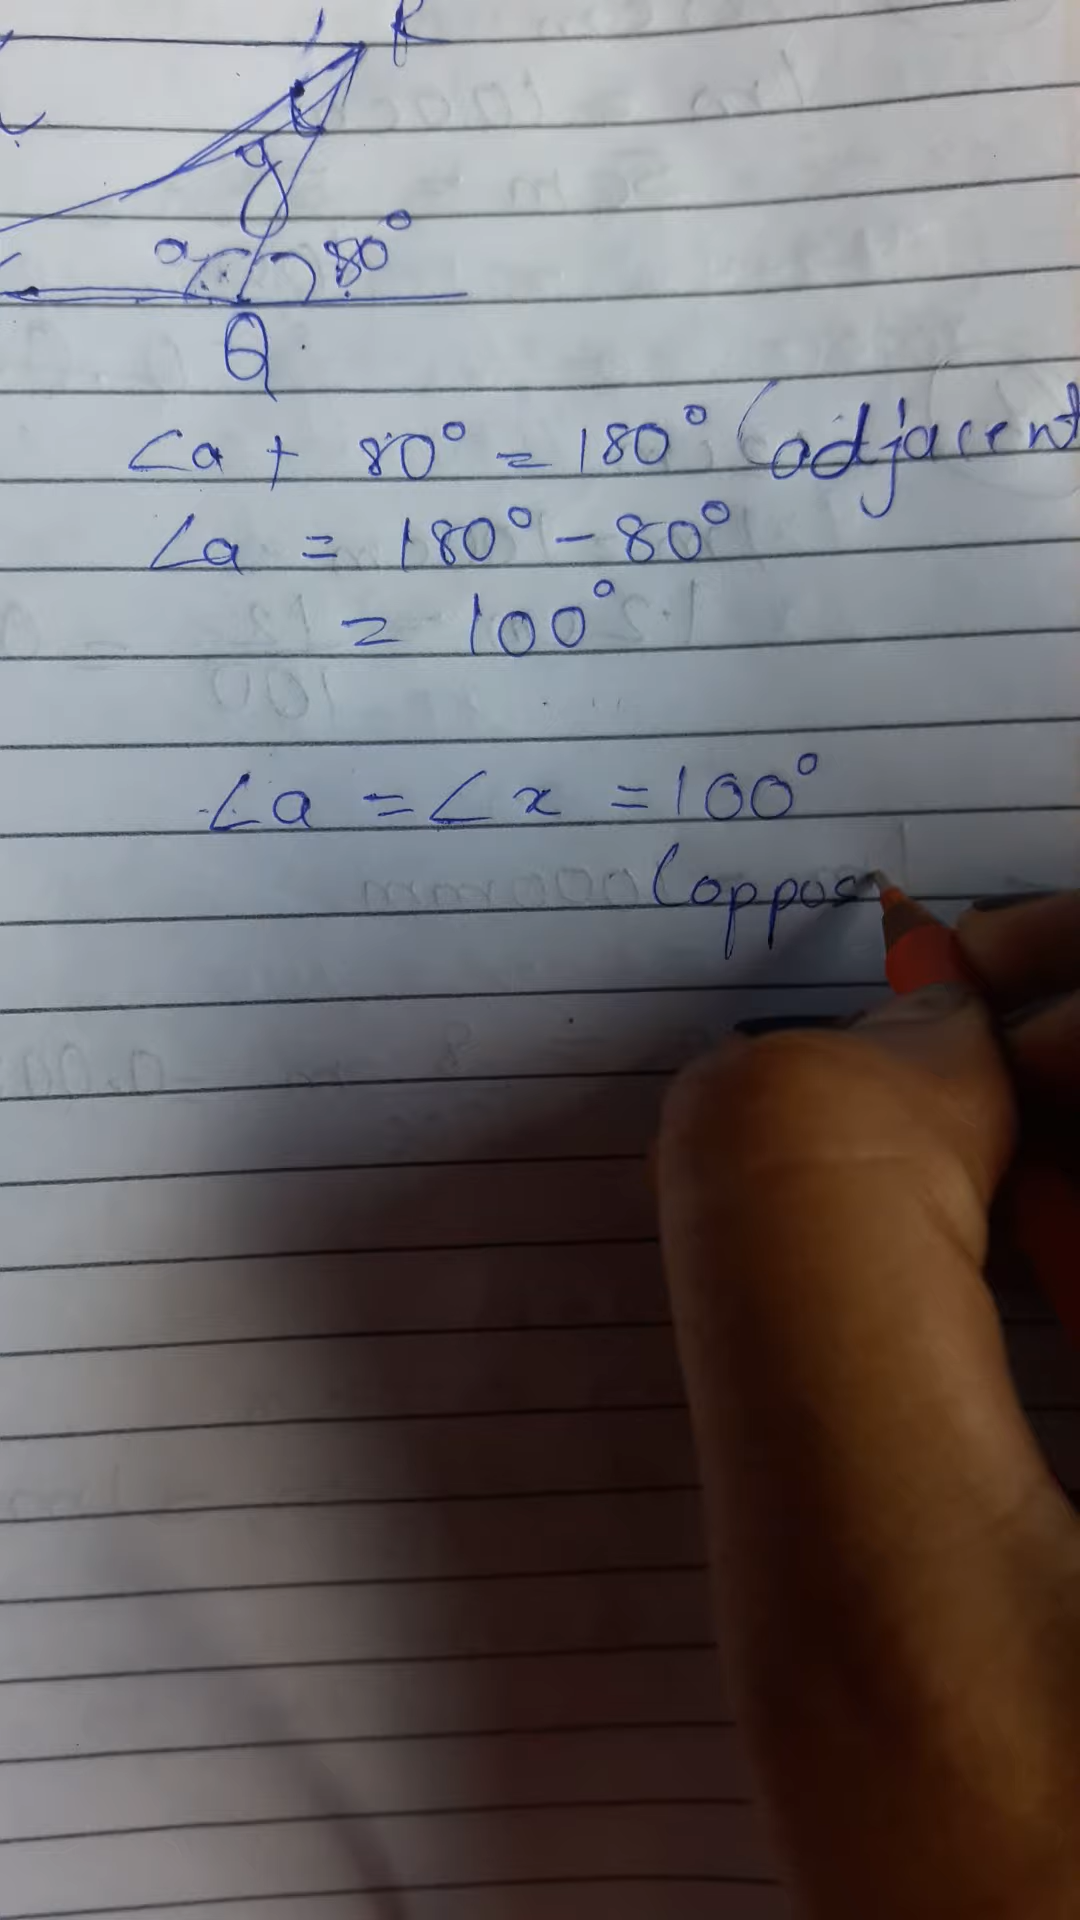 R
y
a 80°
Q
∠a + 80° = 180° (adjacent
∠a = 180° - 80°
= 100°
∠a = ∠x = 100°
(oppos